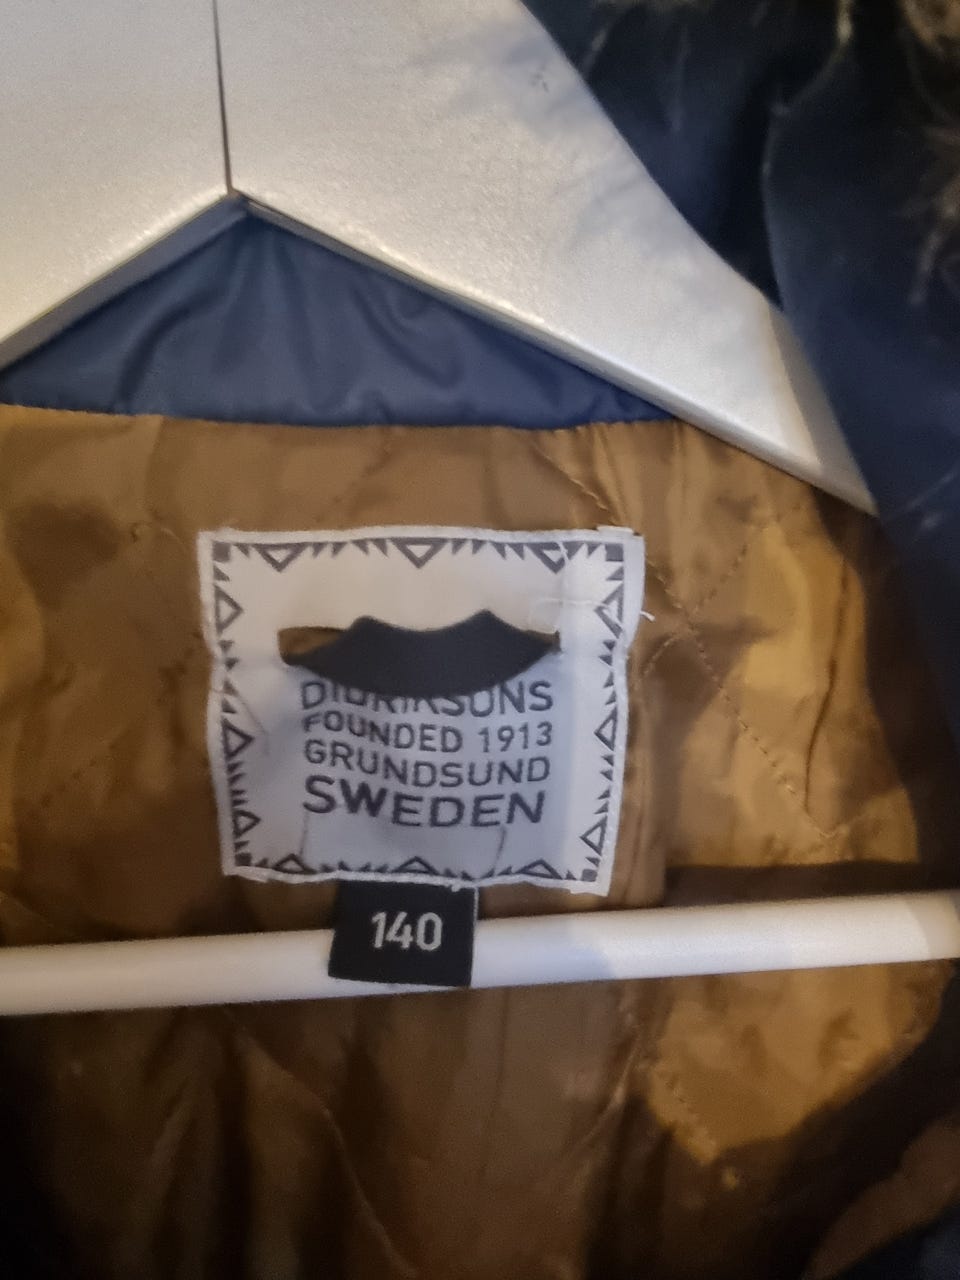 DIDRIKSONS
FOUNDED 1913
GRUNDSUND
SWEDEN
140